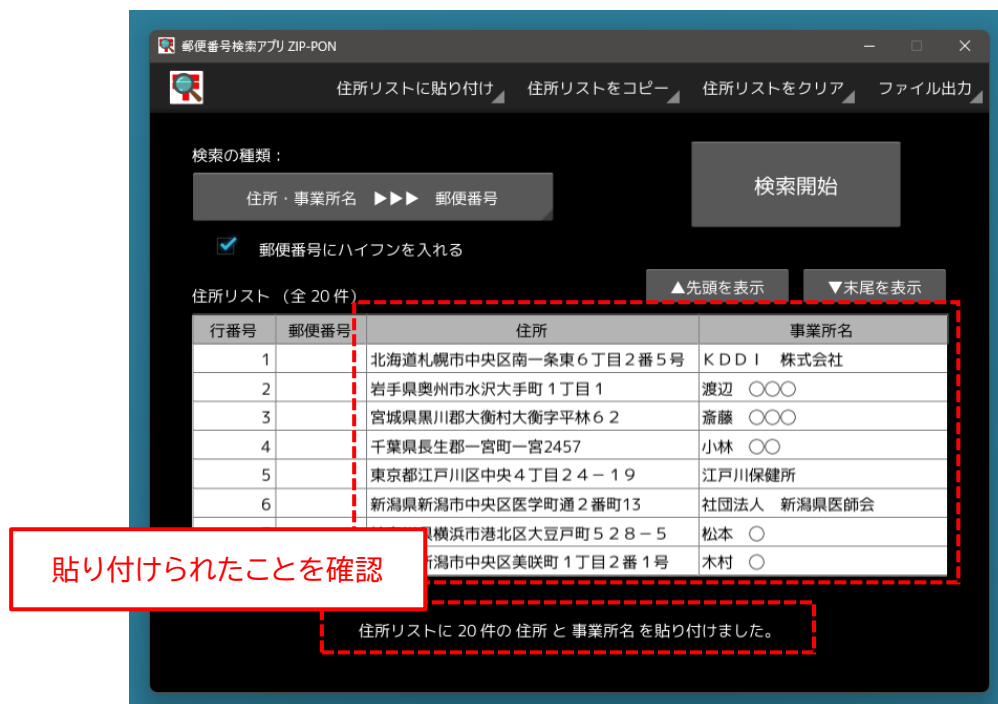 郵便番号検索アプリ ZIP-PON
住所リストに貼り付け 住所リストをコピー 住所リストをクリア ファイル出力
検索の種類：
住所・事業所名 ▶▶▶ 郵便番号
検索開始
郵便番号にハイフンを入れる
住所リスト （全 20 件）
▲先頭を表示 ▼末尾を表示
行番号 郵便番号 住所 事業所名
1 北海道札幌市中央区南一条東６丁目２番５号 ＫＤＤＩ　株式会社
2 岩手県奥州市水沢大手町１丁目１ 渡辺　○○○
3 宮城県黒川郡大衡村大衡字平林６２ 斎藤　○○○
4 千葉県長生郡一宮町一宮2457 小林　○○
5 東京都江戸川区中央４丁目２４－１９ 江戸川保健所
6 新潟県新潟市中央区医学町通２番町13 社団法人　新潟県医師会
県横浜市港北区大豆戸町５２８－５ 松本　○
潟市中央区美咲町１丁目２番１号 木村　○
貼り付けられたことを確認
住所リストに 20 件の 住所 と 事業所名 を貼り付けました。